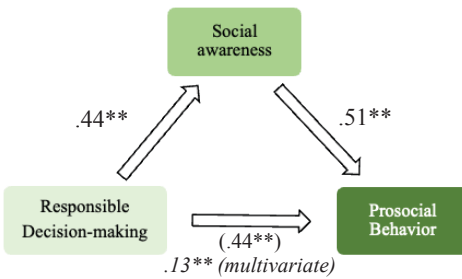 Social
awareness
.44**
.51**
Responsible
Decision-making
Prosocial
Behavior
(.44**)
.13** (multivariate)